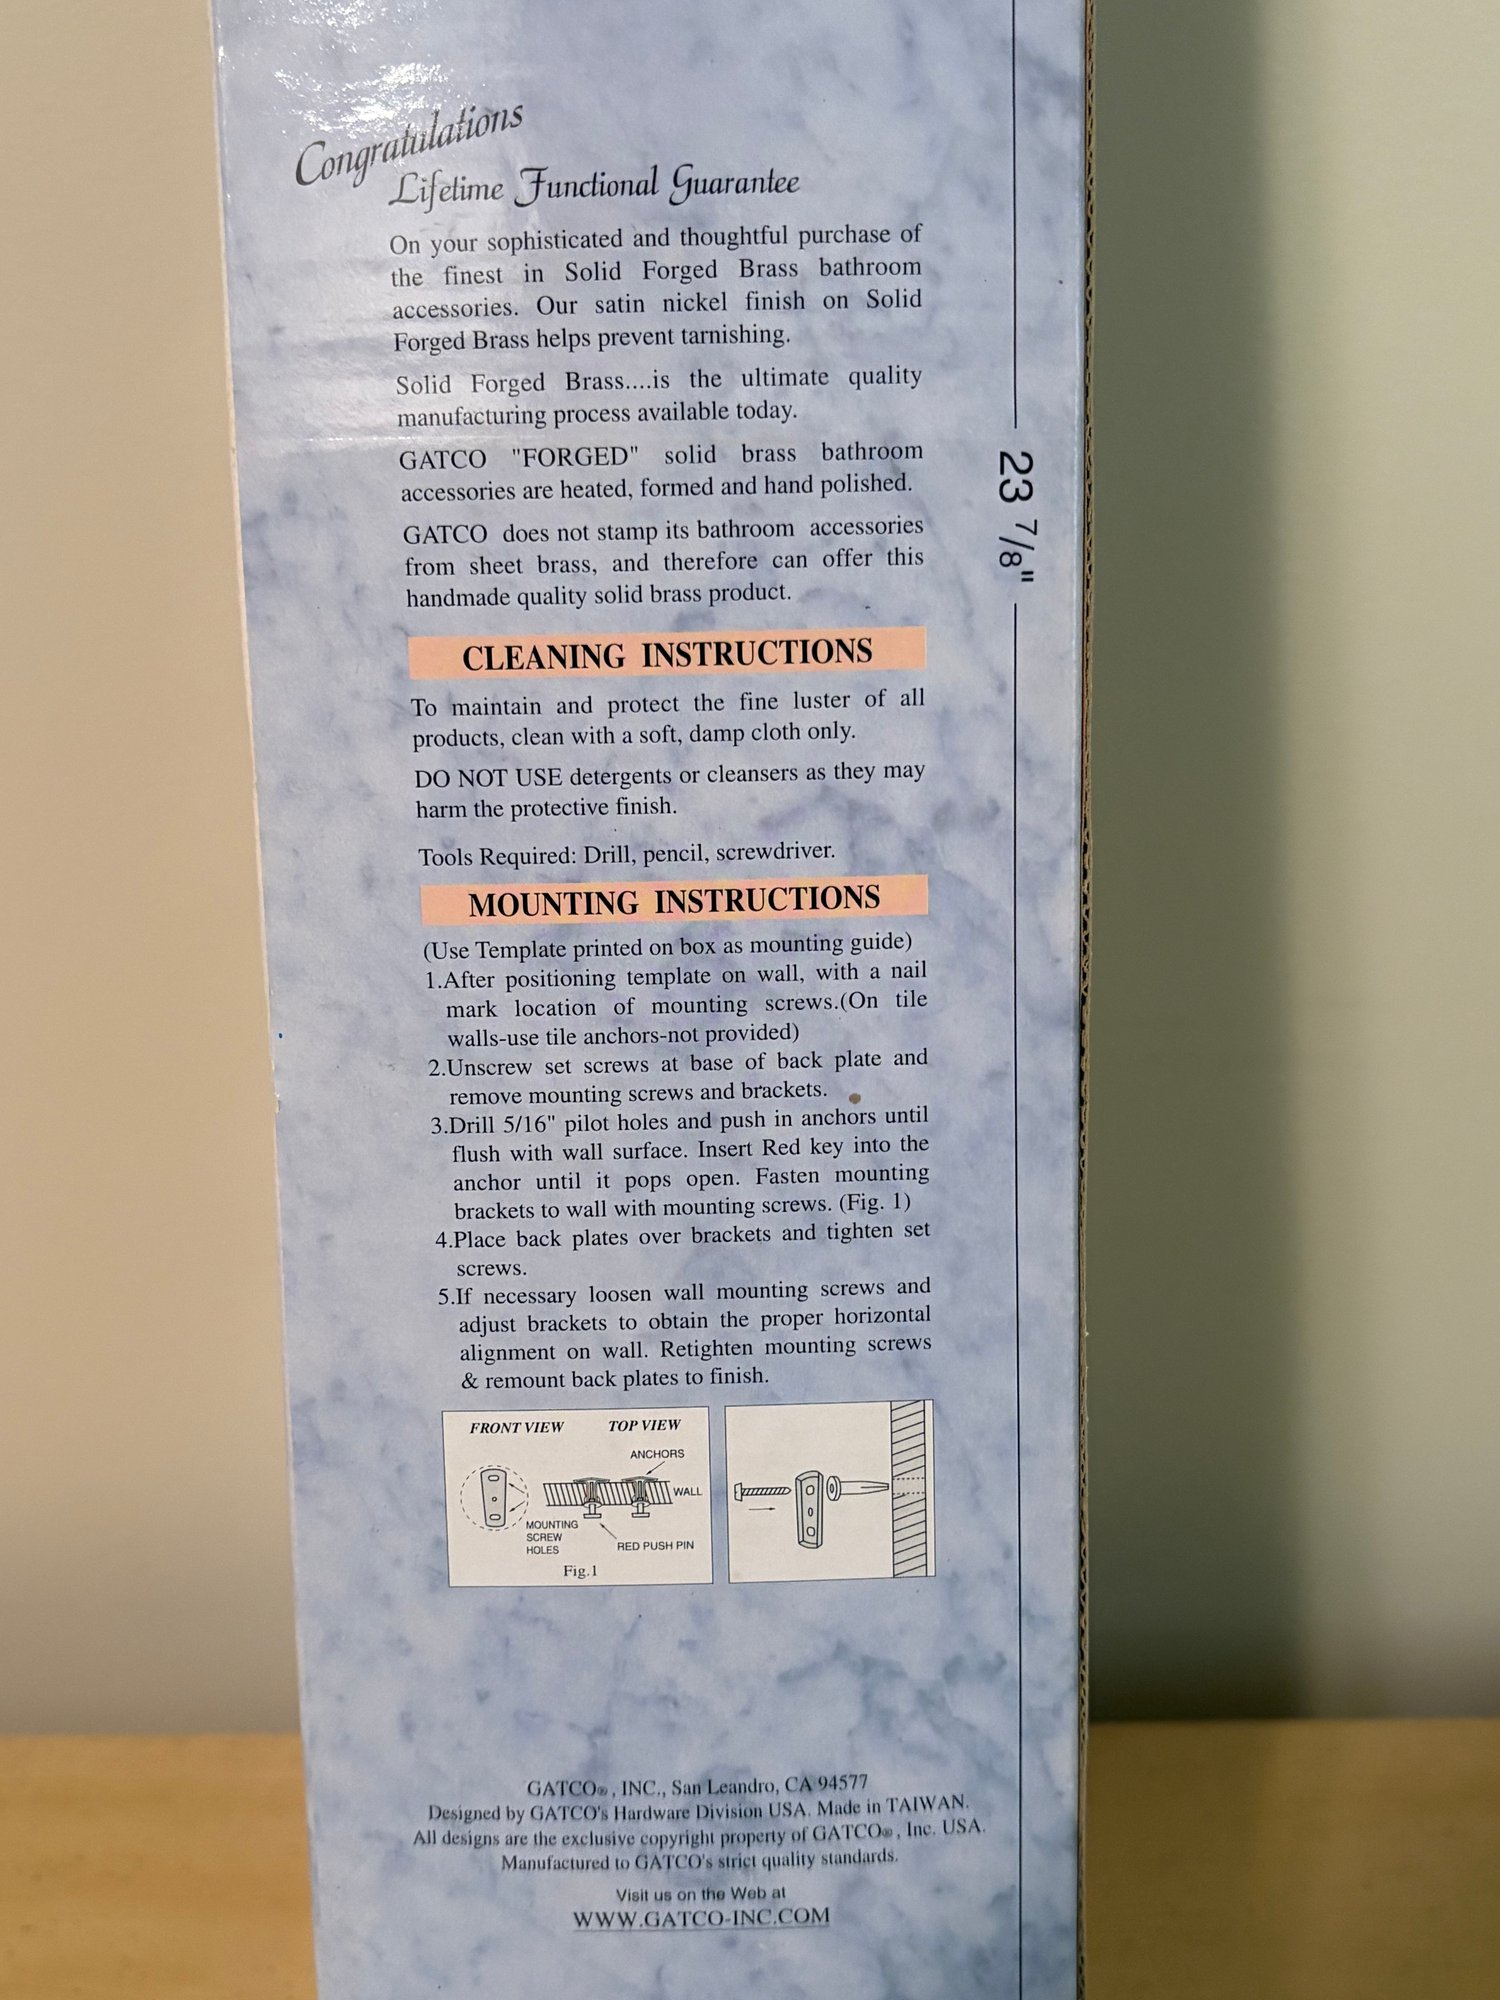 Congratulations
Lifetime Functional Guarantee
On your sophisticated and thoughtful purchase of
the finest in Solid Forged Brass bathroom
accessories. Our satin nickel finish on Solid
Forged Brass helps prevent tarnishing.
Solid Forged Brass....is the ultimate quality
manufacturing process available today.
GATCO "FORGED" solid brass bathroom
accessories are heated, formed and hand polished.
GATCO does not stamp its bathroom accessories
from sheet brass, and therefore can offer this
handmade quality solid brass product.
23 7/8"
CLEANING INSTRUCTIONS
To maintain and protect the fine luster of all
products, clean with a soft, damp cloth only.
DO NOT USE detergents or cleansers as they may
harm the protective finish.
Tools Required: Drill, pencil, screwdriver.
MOUNTING INSTRUCTIONS
(Use Template printed on box as mounting guide)
1.After positioning template on wall, with a nail
mark location of mounting screws.(On tile
walls-use tile anchors-not provided)
2.Unscrew set screws at base of back plate and
remove mounting screws and brackets.
3.Drill 5/16" pilot holes and push in anchors until
flush with wall surface. Insert Red key into the
anchor until it pops open. Fasten mounting
brackets to wall with mounting screws. (Fig. 1)
4.Place back plates over brackets and tighten set
screws.
5.If necessary loosen wall mounting screws and
adjust brackets to obtain the proper horizontal
alignment on wall. Retighten mounting screws
& remount back plates to finish.
FRONT VIEW
TOP VIEW
ANCHORS
WALL
MOUNTING
SCREW
HOLES
RED PUSH PIN
Fig.1
GATCO®, INC., San Leandro, CA 94577
Designed by GATCO's Hardware Division USA. Made in TAIWAN.
All designs are the exclusive copyright property of GATCO®, Inc. USA.
Manufactured to GATCO's strict quality standards.
Visit us on the Web at
WWW.GATCO-INC.COM